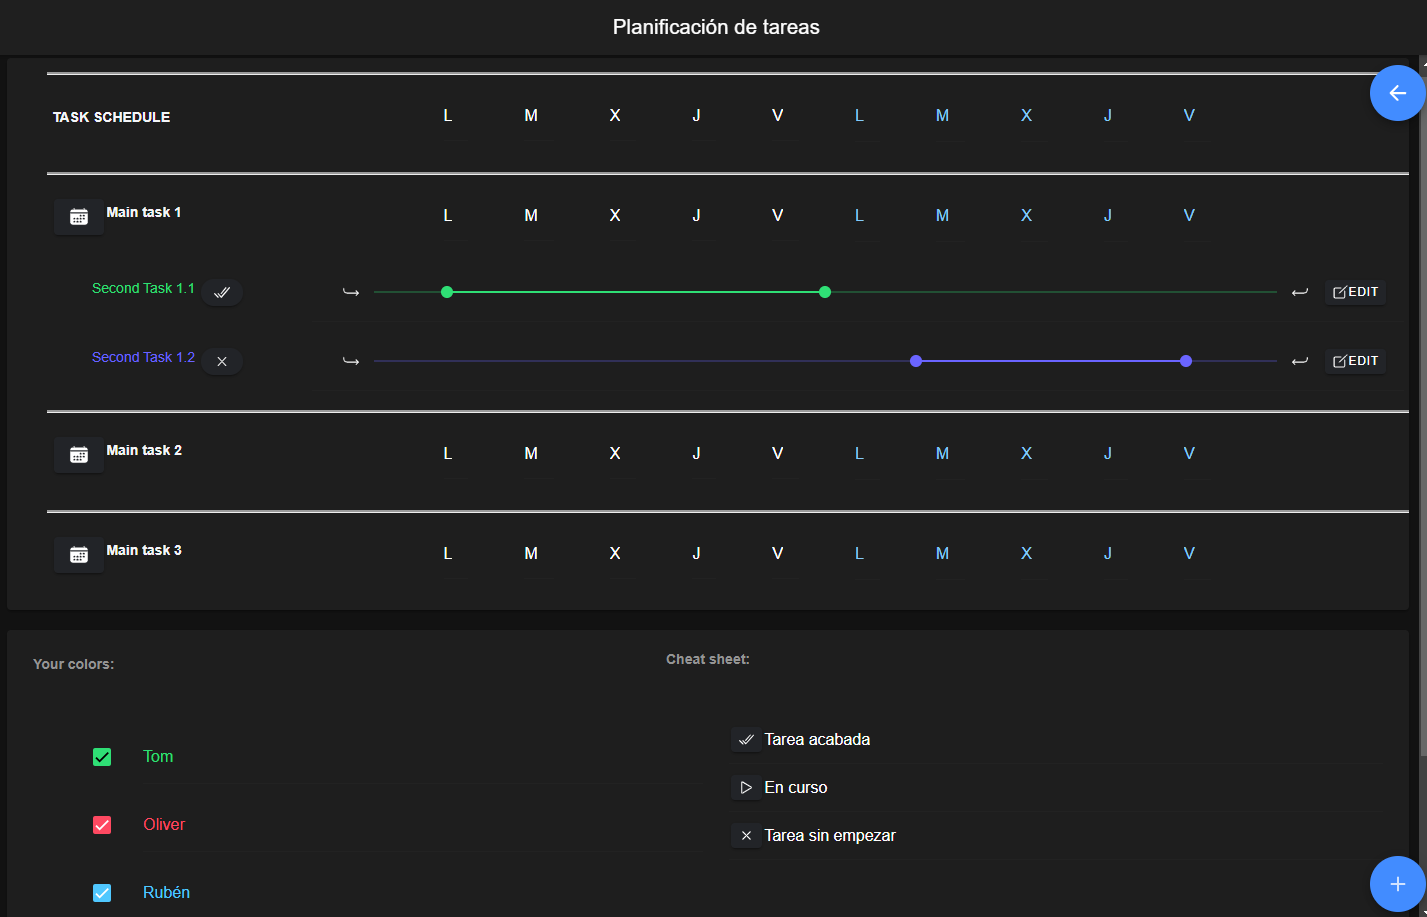 Planificación de tareas
TASK SCHEDULE L M X J V L M X J V
Main task 1 L M X J V L M X J V
Second Task 1.1 EDIT
Second Task 1.2 EDIT
Main task 2 L M X J V L M X J V
Main task 3 L M X J V L M X J V
Your colors:
Tom
Oliver
Rubén
Cheat sheet:
Tarea acabada
En curso
Tarea sin empezar